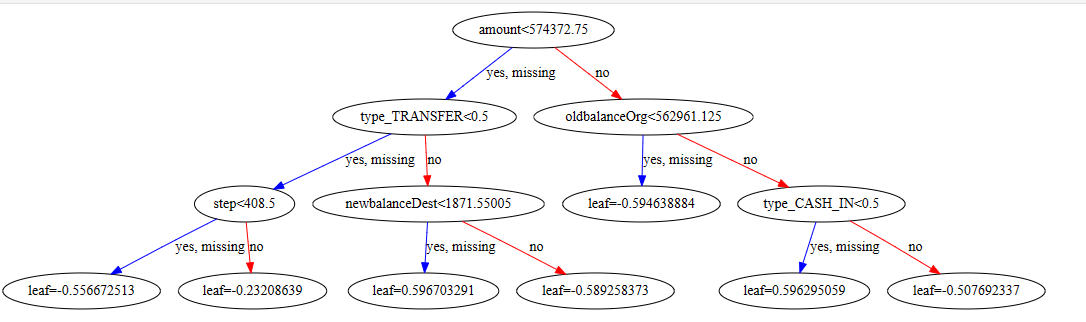 amount<574372.75
yes, missing
no
type_TRANSFER<0.5
oldbalanceOrg<562961.125
yes, missing
no
yes, missing
no
step<408.5
newbalanceDest<1871.55005
leaf=-0.594638884
type_CASH_IN<0.5
yes, missing
no
yes, missing
no
yes, missing
no
leaf=-0.556672513
leaf=-0.23208639
leaf=0.596703291
leaf=-0.589258373
leaf=0.596295059
leaf=-0.507692337